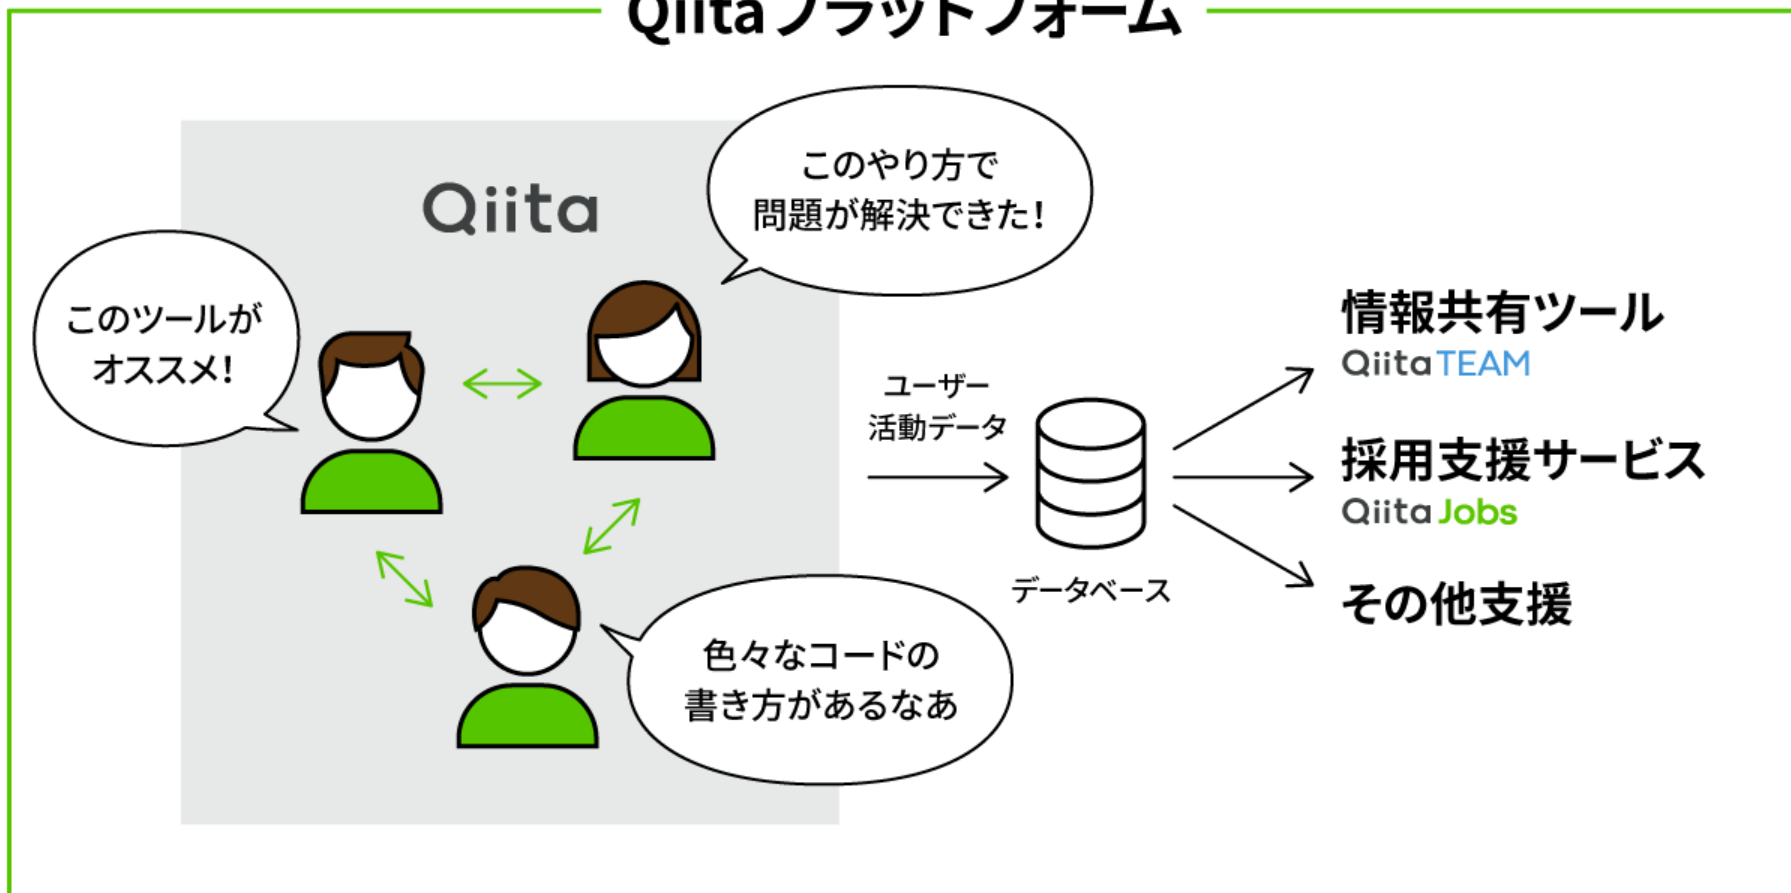 Qiitaプラットフォーム
Qiita
このやり方で
問題が解決できた!
このツールが
オススメ!
色々なコードの
書き方があるなあ
ユーザー
活動データ
データベース
情報共有ツール
Qiita TEAM
採用支援サービス
Qiita Jobs
その他支援